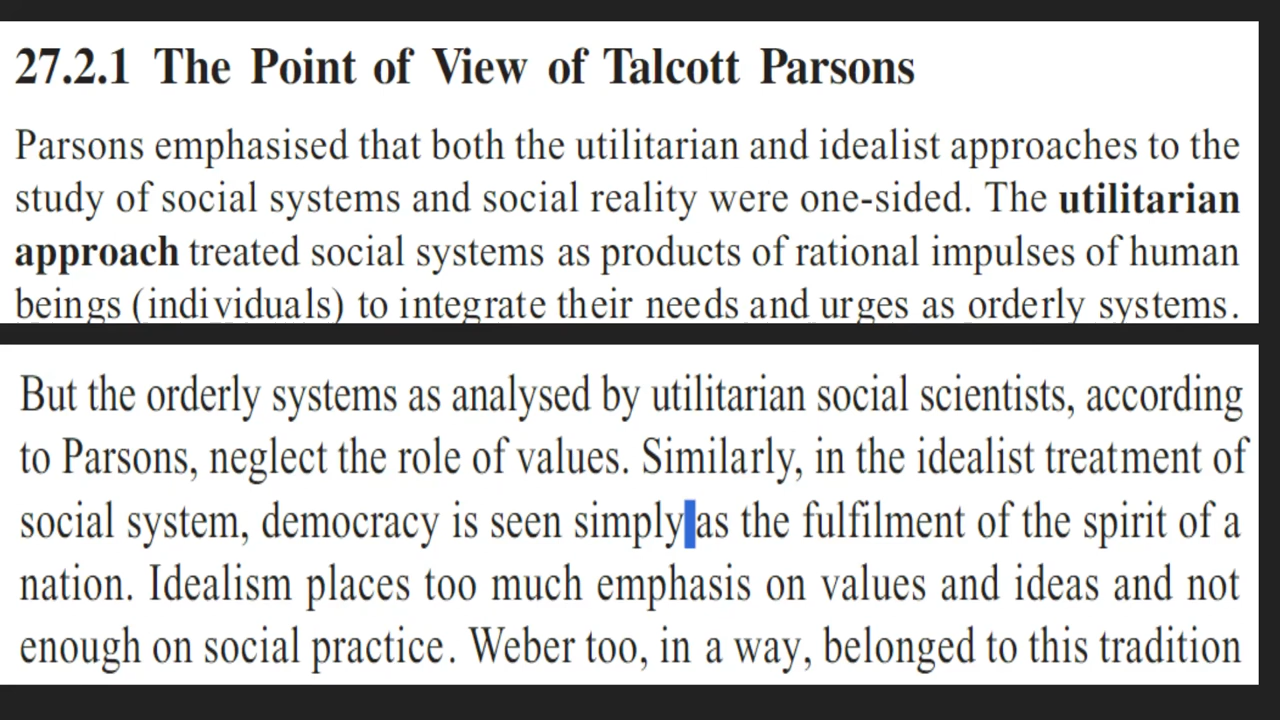 27.2.1 The Point of View of Talcott Parsons
Parsons emphasised that both the utilitarian and idealist approaches to the
study of social systems and social reality were one-sided. The utilitarian
approach treated social systems as products of rational impulses of human
beings (individuals) to integrate their needs and urges as orderly systems.
But the orderly systems as analysed by utilitarian social scientists, according
to Parsons, neglect the role of values. Similarly, in the idealist treatment of
social system, democracy is seen simply as the fulfilment of the spirit of a
nation. Idealism places too much emphasis on values and ideas and not
enough on social practice. Weber too, in a way, belonged to this tradition